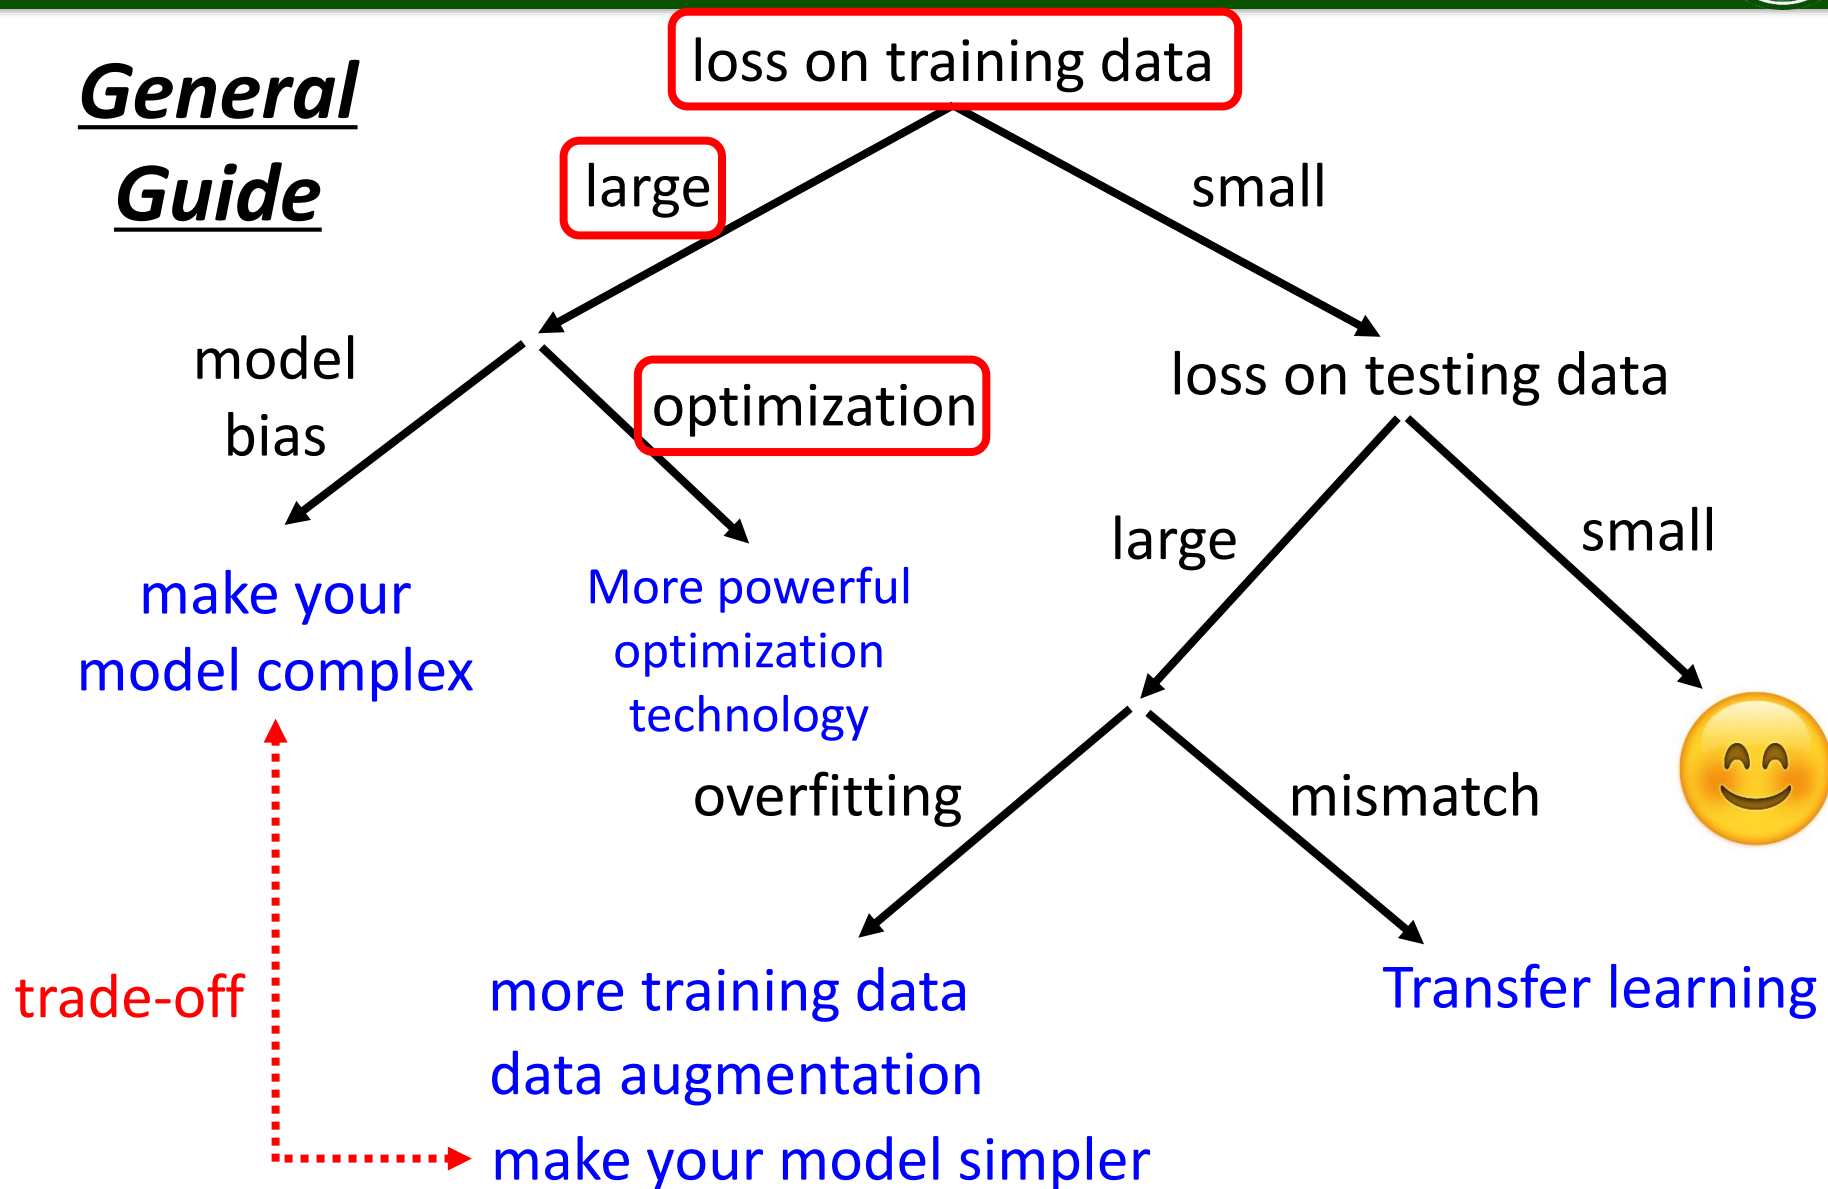 General
Guide
loss on training data
large
small
model
bias
optimization
loss on testing data
make your
model complex
More powerful
optimization
technology
large
small
overfitting
mismatch
trade-off
more training data
data augmentation
make your model simpler
Transfer learning